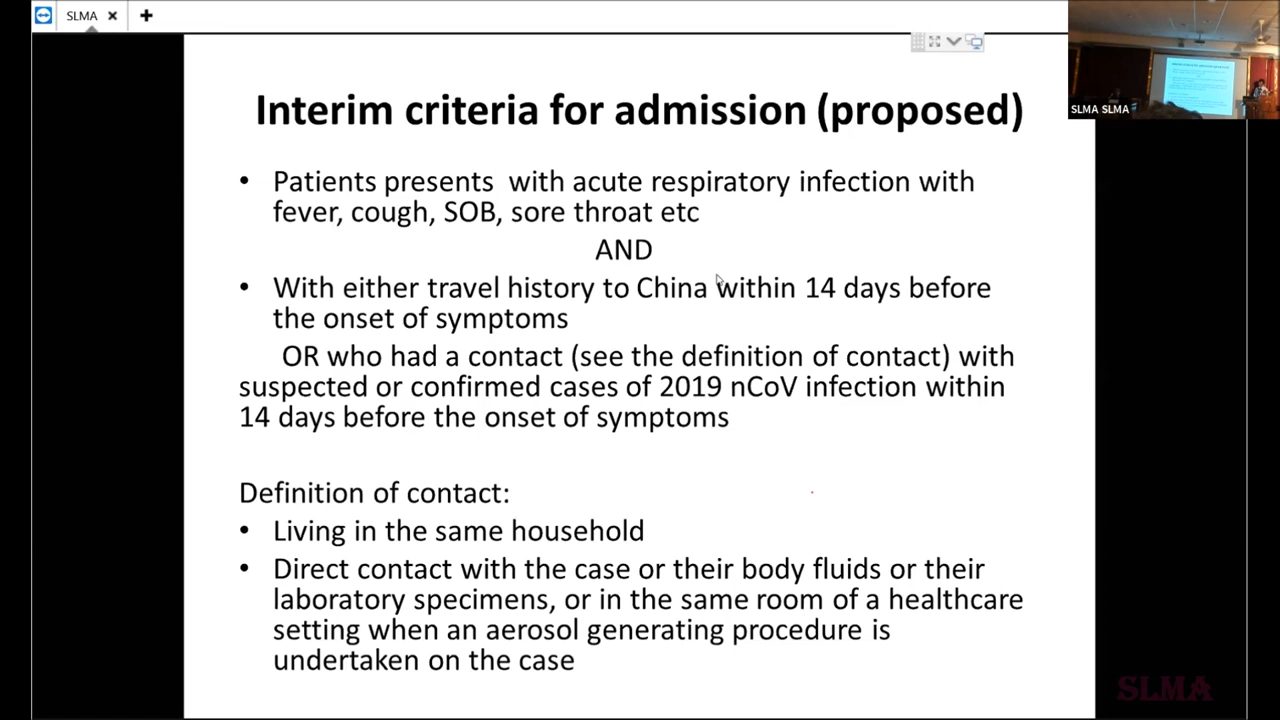 SLMA
SLMA SLMA
Interim criteria for admission (proposed)
• Patients presents with acute respiratory infection with
fever, cough, SOB, sore throat etc
AND
• With either travel history to China within 14 days before
the onset of symptoms
OR who had a contact (see the definition of contact) with
suspected or confirmed cases of 2019 nCoV infection within
14 days before the onset of symptoms
Definition of contact:
• Living in the same household
• Direct contact with the case or their body fluids or their
laboratory specimens, or in the same room of a healthcare
setting when an aerosol generating procedure is
undertaken on the case
SLMA